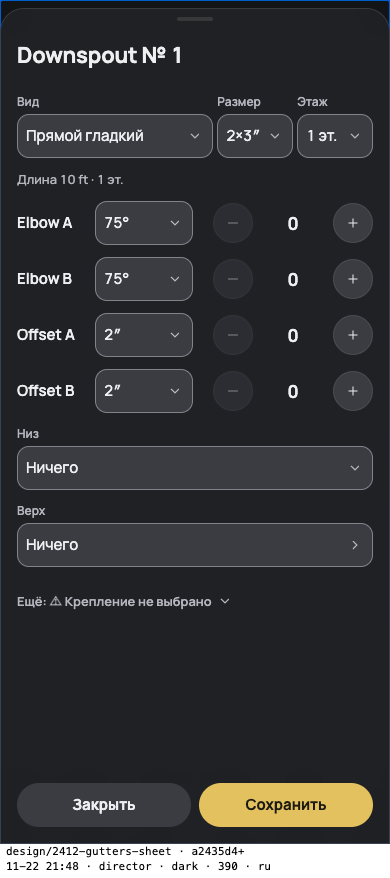 Downspout № 1
Вид Размер Этаж
Прямой гладкий 2×3″ 1 эт.
Длина 10 ft · 1 эт.
Elbow A 75° − 0 +
Elbow B 75° − 0 +
Offset A 2″ − 0 +
Offset B 2″ − 0 +
Низ
Ничего
Верх
Ничего
Ещё: ⚠ Крепление не выбрано
Закрыть Сохранить
design/2412-gutters-sheet · a2435d4+
11-22 21:48 · director · dark · 390 · ru